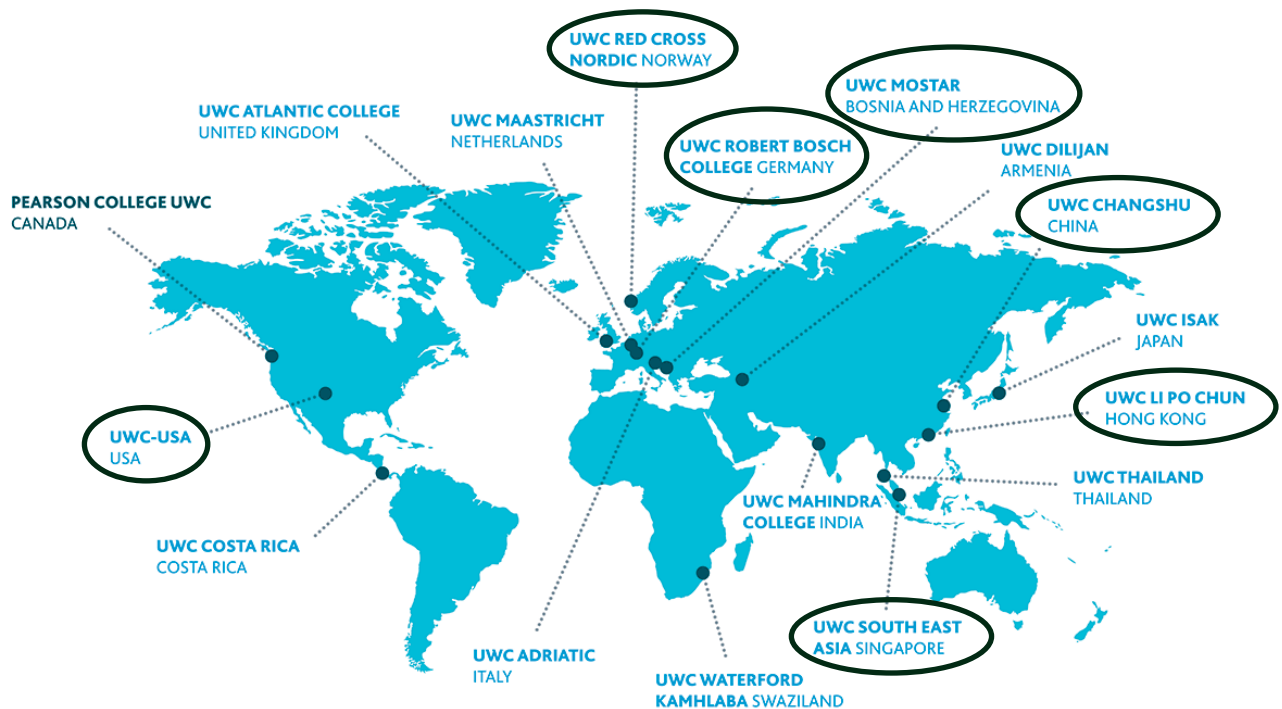 UWC RED CROSS
NORDIC NORWAY
UWC MOSTAR
BOSNIA AND HERZEGOVINA
UWC ATLANTIC COLLEGE
UNITED KINGDOM
UWC MAASTRICHT
NETHERLANDS
UWC ROBERT BOSCH
COLLEGE GERMANY
UWC DILIJAN
ARMENIA
PEARSON COLLEGE UWC
CANADA
UWC CHANGSHU
CHINA
UWC ISAK
JAPAN
UWC LI PO CHUN
HONG KONG
UWC-USA
USA
UWC THAILAND
THAILAND
UWC MAHINDRA
COLLEGE INDIA
UWC COSTA RICA
COSTA RICA
UWC SOUTH EAST
ASIA SINGAPORE
UWC ADRIATIC
ITALY
UWC WATERFORD
KAMHLABA SWAZILAND